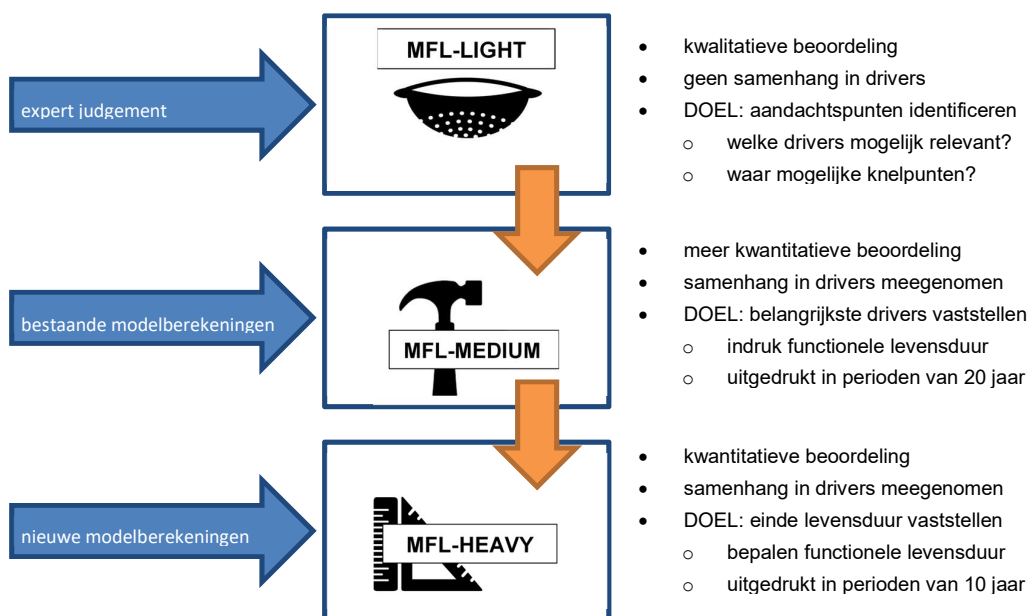 MFL-LIGHT
expert judgement
• kwalitatieve beoordeling
• geen samenhang in drivers
• DOEL: aandachtspunten identificeren
o welke drivers mogelijk relevant?
o waar mogelijke knelpunten?
bestaande modelberekeningen
MFL-MEDIUM
• meer kwantitatieve beoordeling
• samenhang in drivers meegenomen
• DOEL: belangrijkste drivers vaststellen
o indruk functionele levensduur
o uitgedrukt in perioden van 20 jaar
nieuwe modelberekeningen
MFL-HEAVY
• kwantitatieve beoordeling
• samenhang in drivers meegenomen
• DOEL: einde levensduur vaststellen
o bepalen functionele levensduur
o uitgedrukt in perioden van 10 jaar